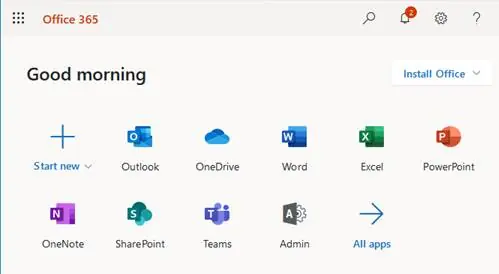 Office 365
2
?
Good morning
Install Office
Start new
Outlook
OneDrive
Word
Excel
PowerPoint
OneNote
SharePoint
Teams
Admin
All apps